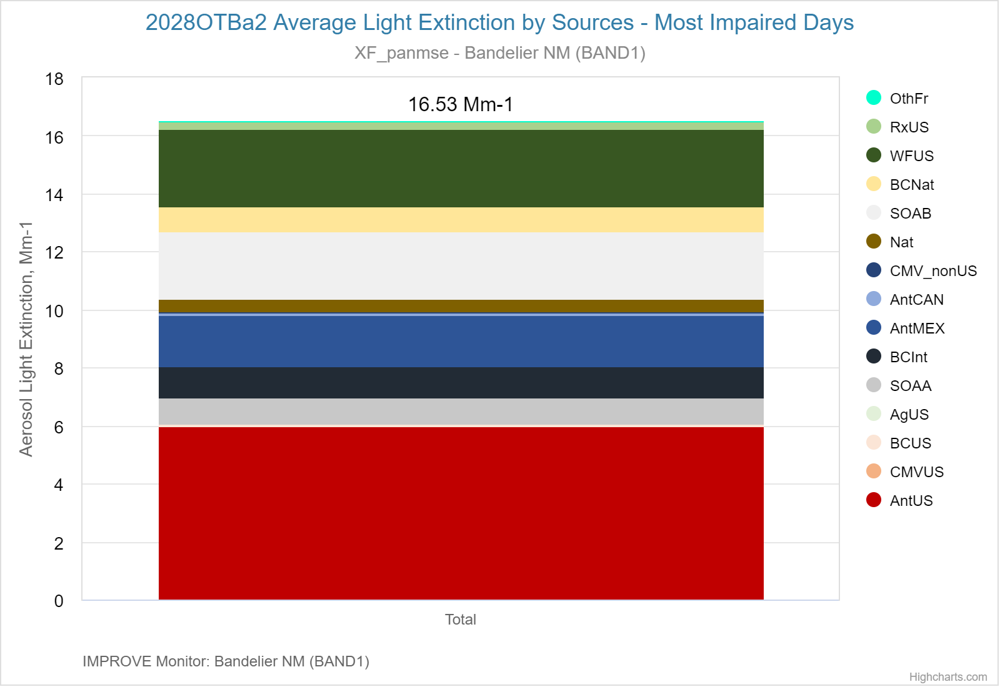 2028OTBa2 Average Light Extinction by Sources - Most Impaired Days
XF_panmse - Bandelier NM (BAND1)
Aerosol Light Extinction, Mm-1
18
16
14
12
10
8
6
4
2
0
16.53 Mm-1
Total
OthFr
RxUS
WFUS
BCNat
SOAB
Nat
CMV_nonUS
AntCAN
AntMEX
BCInt
SOAA
AgUS
BCUS
CMVUS
AntUS
IMPROVE Monitor: Bandelier NM (BAND1)
Highcharts.com